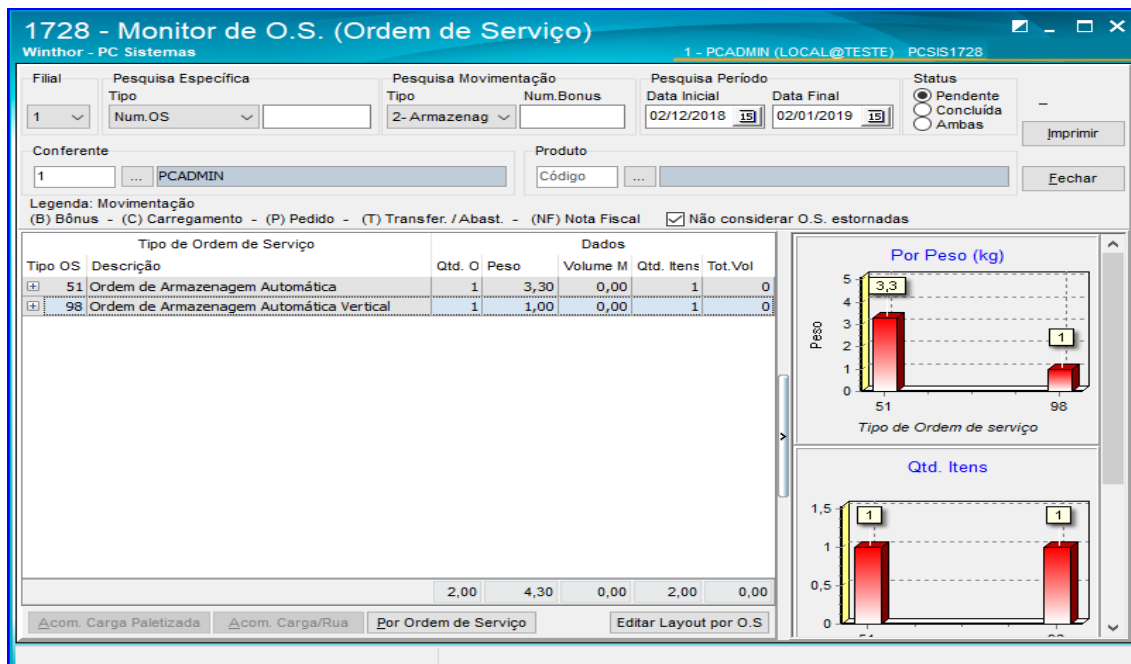 1728 - Monitor de O.S. (Ordem de Serviço)
Winthor - PC Sistemas
1 - PCADMIN (LOCAL@TESTE) PCSIS1728
Filial Pesquisa Específica Pesquisa Movimentação Pesquisa Período Status
Tipo Tipo Num.Bonus Data Inicial Data Final Pendente
1 Num.OS 2- Armazenag 02/12/2018 15 02/01/2019 15 Concluída
Ambas
Imprimir
Conferente Produto
1 ... PCADMIN Código ... Fechar
Legenda: Movimentação
(B) Bônus - (C) Carregamento - (P) Pedido - (T) Transfer. / Abast. - (NF) Nota Fiscal Não considerar O.S. estornadas
Tipo de Ordem de Serviço Dados
Tipo OS Descrição Qtd. O Peso Volume M Qtd. Itens Tot.Vol
51 Ordem de Armazenagem Automática 1 3,30 0,00 1 0
98 Ordem de Armazenagem Automática Vertical 1 1,00 0,00 1 0
2,00 4,30 0,00 2,00 0,00
Acom. Carga Paletizada Acom. Carga/Rua Por Ordem de Serviço Editar Layout por O.S
Por Peso (kg)
5
4
3
2
1
0
3,3
1
Peso
51 98
Tipo de Ordem de serviço
Qtd. Itens
1,5
1
0,5
0
1
1